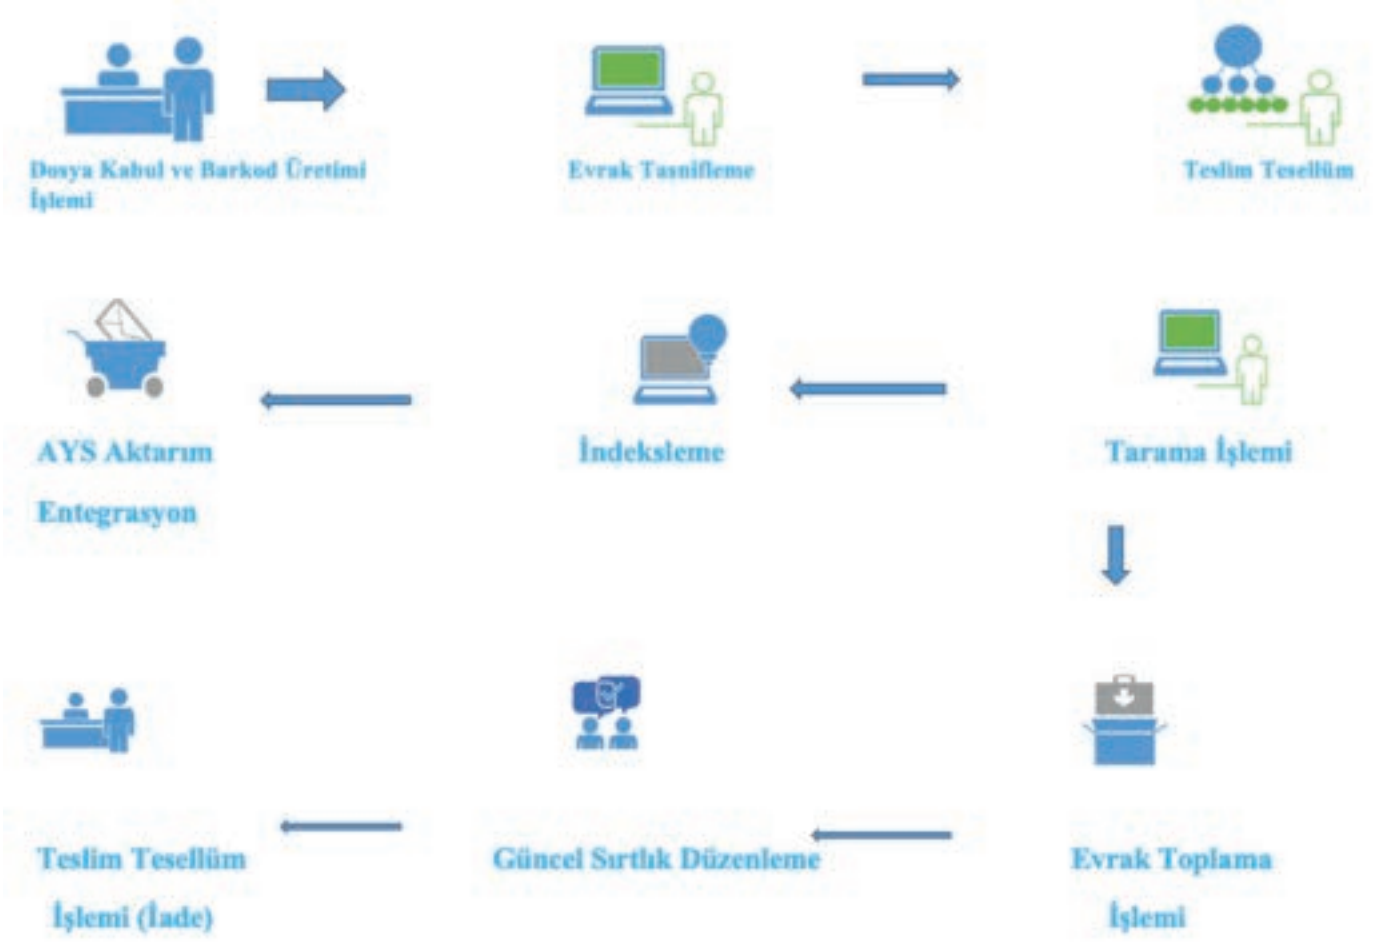 Dosya Kabul ve Barkod Üretimi
İşlemi
Evrak Tasnifleme
Teslim Tesellüm
AYS Aktarım
Entegrasyon
İndeksleme
Tarama İşlemi
Teslim Tesellüm
İşlemi (İade)
Güncel Sırtlık Düzenleme
Evrak Toplama
İşlemi